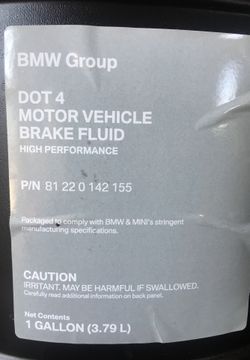 BMW Group
DOT 4
MOTOR VEHICLE
BRAKE FLUID
HIGH PERFORMANCE
P/N 81 22 0 142 155
Packaged to comply with BMW & MINI's stringent
manufacturing specifications.
CAUTION
IRRITANT. MAY BE HARMFUL IF SWALLOWED.
Carefully read additional information on back panel.
Net Contents
1 GALLON (3.79 L)